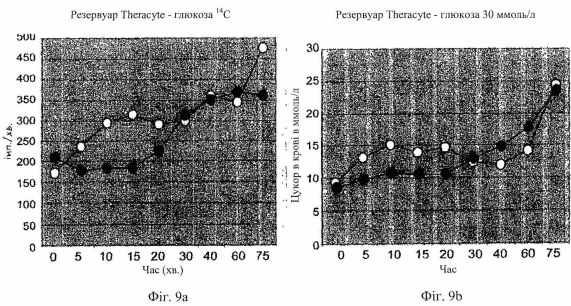 Резервуар Theracyte - глюкоза ¹⁴C
500
450
400
350
300
250
200
150
100
50
0
імп./хв.
0 5 10 15 20 30 40 60 75
Час (хв.)
Фіг. 9a
Резервуар Theracyte - глюкоза 30 ммоль/л
30
25
20
15
10
5
0
Цукор в крові в ммоль/л
0 5 10 15 20 30 40 60 75
Час
Фіг. 9b